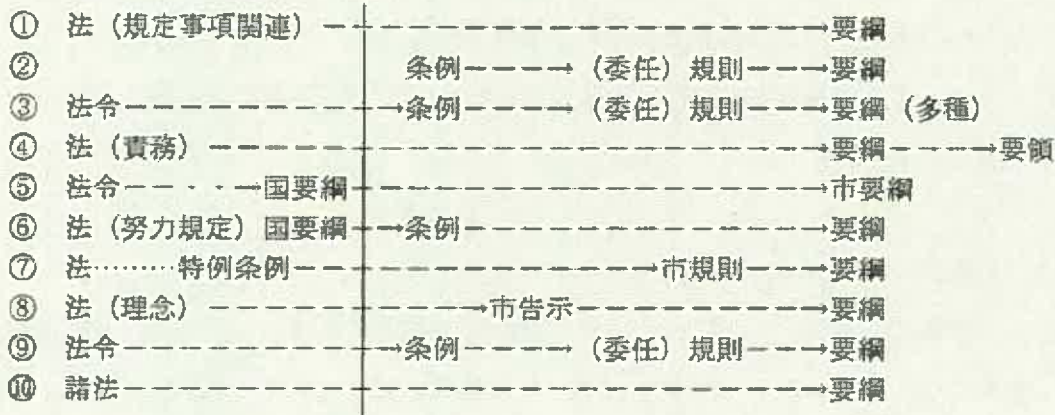 ① 法（規定事項関連）――――――――→要綱
② 条例―――→（委任）規則――→要綱
③ 法令――――――→条例―――→（委任）規則――→要綱（多種）
④ 法（責務）――――――――――→要綱―――→要領
⑤ 法令―――→国要綱――――――――→市要綱
⑥ 法（努力規定）国要綱―→条例――――――――→要綱
⑦ 法………特例条例――――――――→市規則――→要綱
⑧ 法（理念）――――――→市告示――――――→要綱
⑨ 法令――――――→条例―――→（委任）規則――→要綱
⑩ 諸法――――――――――――→要綱